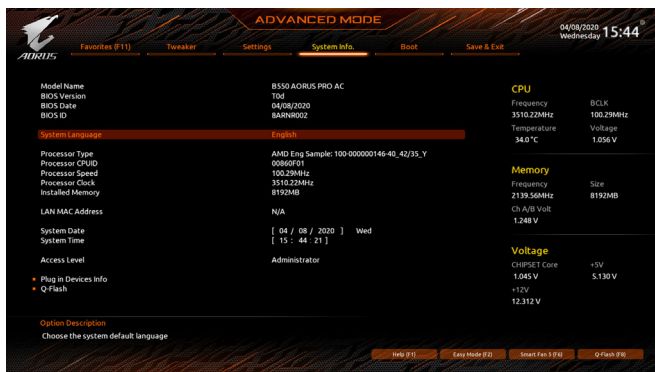 ADVANCED MODE
04/08/2020
Wednesday 15:44
AORUS
Favorites (F11) Tweaker Settings System Info. Boot Save & Exit
Model Name B550 AORUS PRO AC
BIOS Version T0d
BIOS Date 04/08/2020
BIOS ID 8ARNR002
System Language English
Processor Type AMD Eng Sample: 100-000000146-40_42/35_Y
Processor CPUID 00860F01
Processor Speed 100.29MHz
Processor Clock 3510.22MHz
Installed Memory 8192MB
LAN MAC Address N/A
System Date [ 04 / 08 / 2020 ] Wed
System Time [ 15 : 44 : 21 ]
Access Level Administrator
Plug in Devices Info
Q-Flash
CPU
Frequency BCLK
3510.22MHz 100.29MHz
Temperature Voltage
34.0 °C 1.056 V
Memory
Frequency Size
2139.56MHz 8192MB
Ch A/B Volt
1.248 V
Voltage
CHIPSET Core +5V
1.045 V 5.130 V
+12V
12.312 V
Option Description
Choose the system default language
Help (F1) Easy Mode (F2) Smart Fan 5 (F6) Q-Flash (F8)